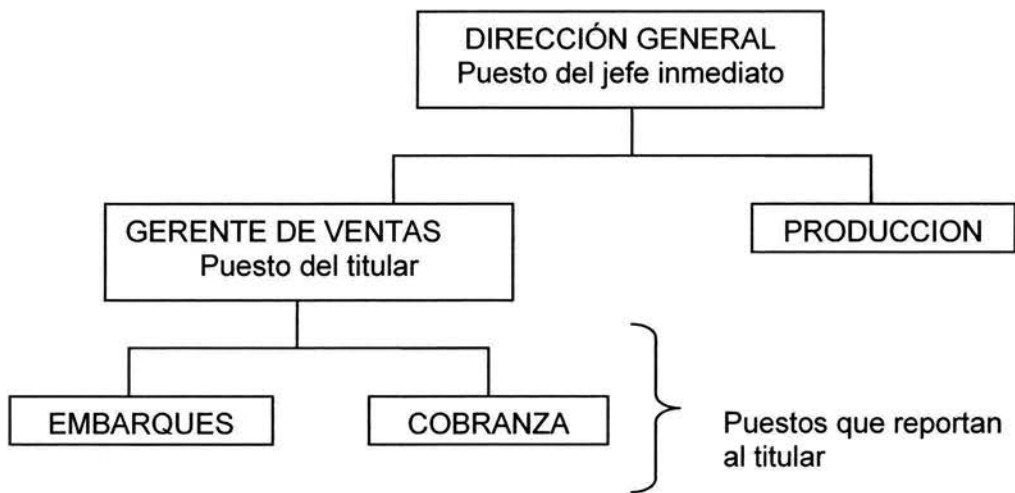 DIRECCIÓN GENERAL
Puesto del jefe inmediato
GERENTE DE VENTAS
Puesto del titular
PRODUCCION
EMBARQUES
COBRANZA
Puestos que reportan
al titular